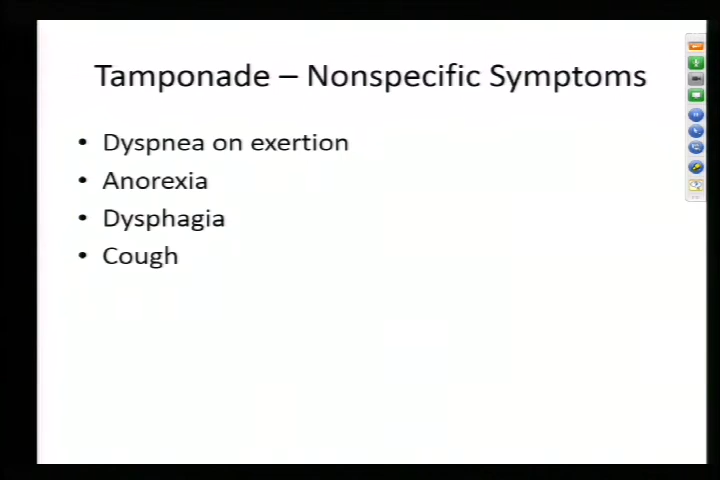 Tamponade – Nonspecific Symptoms
• Dyspnea on exertion
• Anorexia
• Dysphagia
• Cough